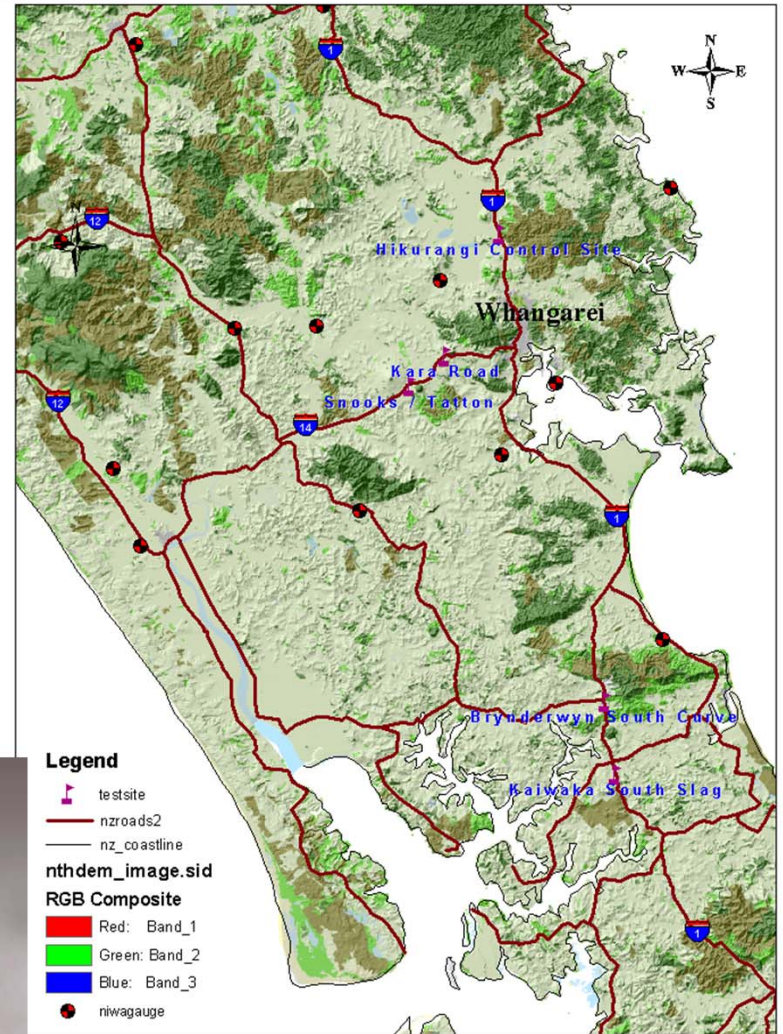 1
N
W E
S
1
N
12
Hikurangi Control Site
Whangarei
Kara Road
12
Snooks / Tatton
14
1
Brynderwyn South Curve
Kaiwaka South Slag
Legend
testsite
nzroads2
nz_coastline
nthdem_image.sid
RGB Composite
Red: Band_1
Green: Band_2
Blue: Band_3
niwagauge
1